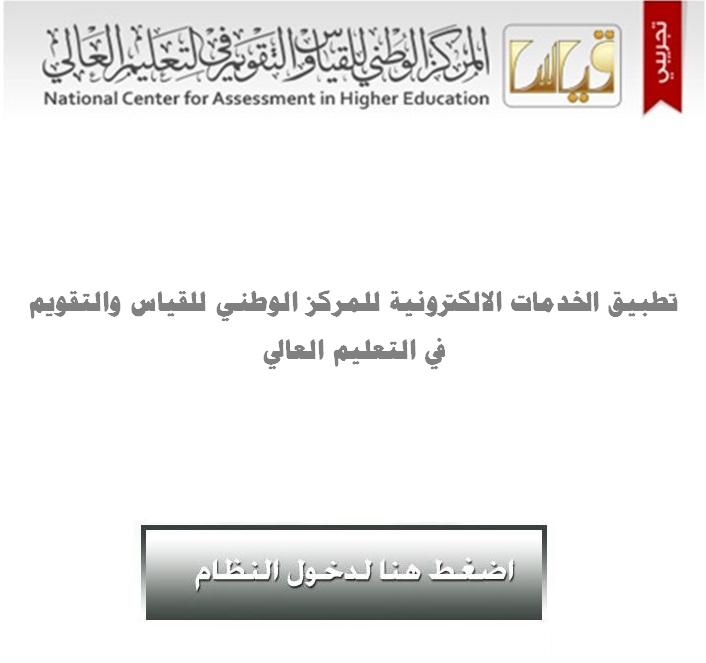 تجريبي
المركز الوطني للقياس والتقويم في التعليم العالي
قياس
National Center for Assessment in Higher Education
تطبيق الخدمات الالكترونية للمركز الوطني للقياس والتقويم
في التعليم العالي
اضغط هنا لدخول النظام